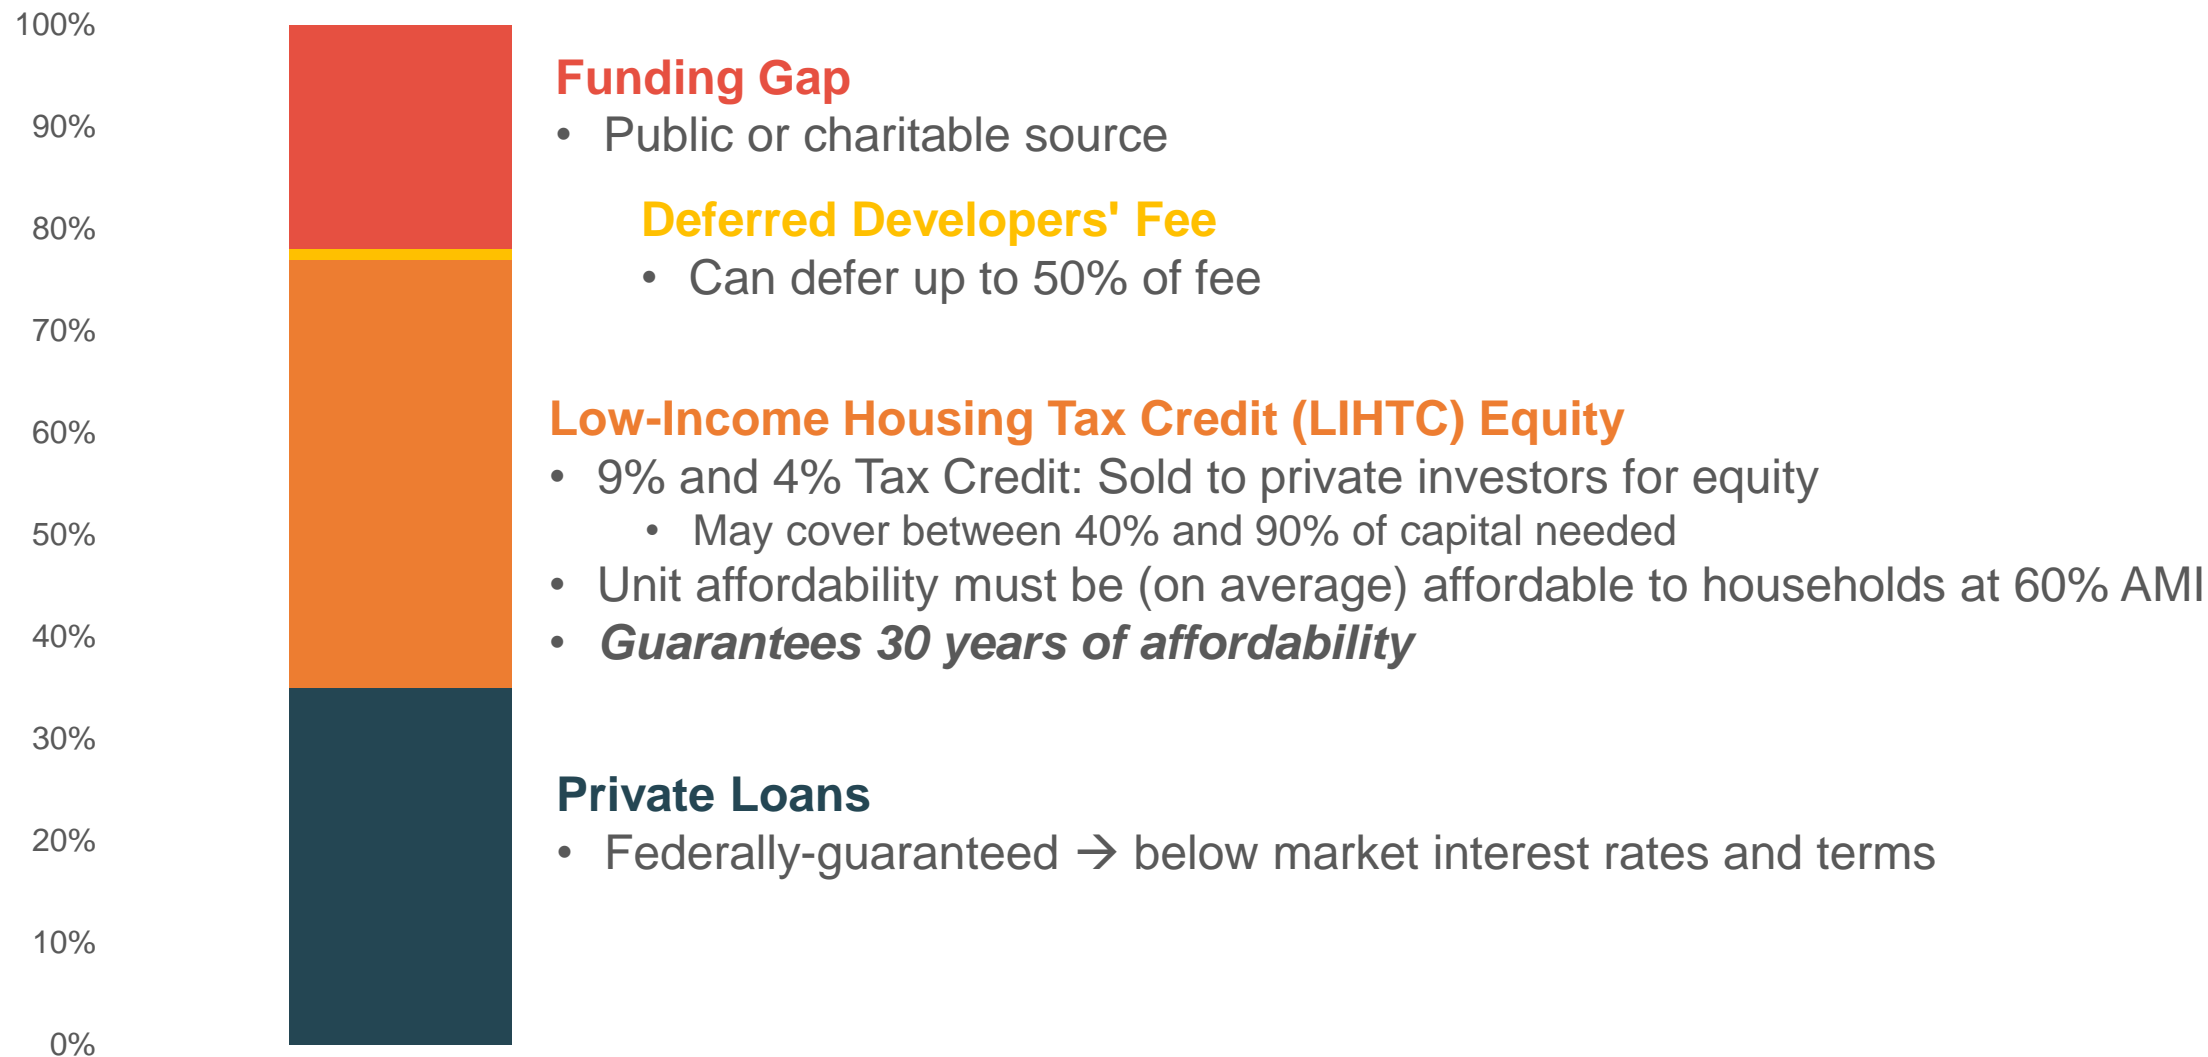 100%
90%
80%
70%
60%
50%
40%
30%
20%
10%
0%
Funding Gap
• Public or charitable source
Deferred Developers' Fee
• Can defer up to 50% of fee
Low-Income Housing Tax Credit (LIHTC) Equity
• 9% and 4% Tax Credit: Sold to private investors for equity
• May cover between 40% and 90% of capital needed
• Unit affordability must be (on average) affordable to households at 60% AMI
• Guarantees 30 years of affordability
Private Loans
• Federally-guaranteed → below market interest rates and terms